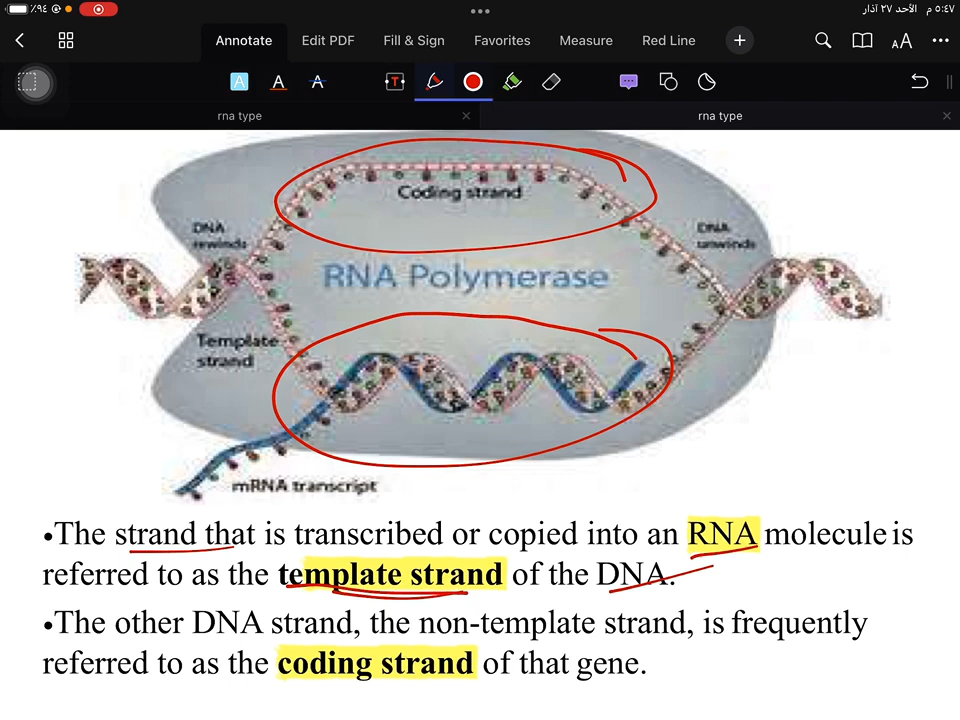 ٪٩٤
٥:٤٧ م الأحد ٢٧ آذار
Annotate Edit PDF Fill & Sign Favorites Measure Red Line +
A A A T
AA
rna type × rna type ×
Coding strand
DNA
rewinds
DNA
unwinds
RNA Polymerase
Template
strand
mRNA transcript
•The strand that is transcribed or copied into an RNA molecule is
referred to as the template strand of the DNA.
•The other DNA strand, the non-template strand, is frequently
referred to as the coding strand of that gene.